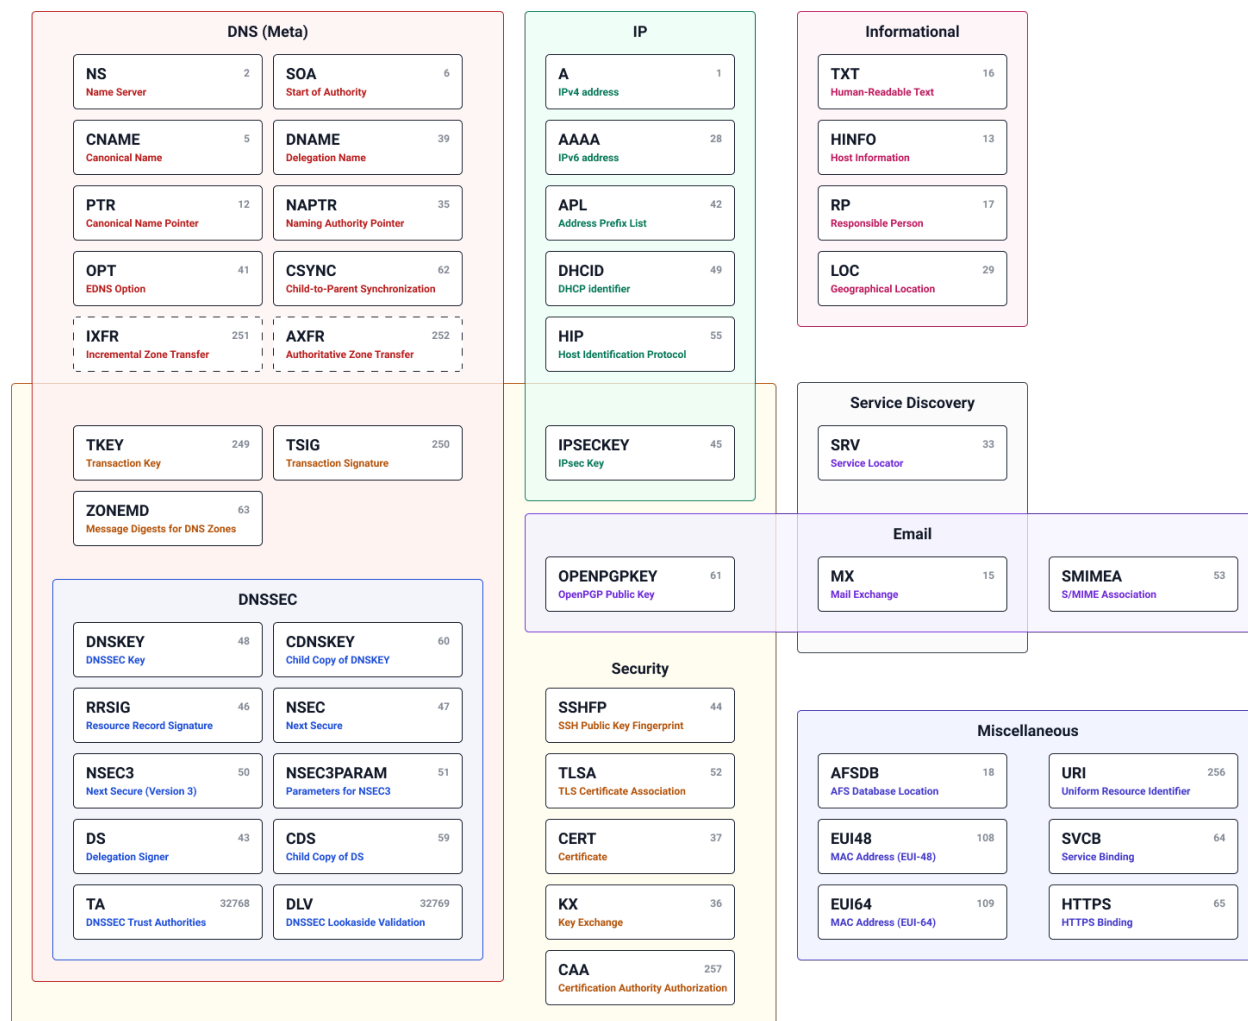 DNS (Meta)
NS 2
Name Server
SOA 6
Start of Authority
CNAME 5
Canonical Name
DNAME 39
Delegation Name
PTR 12
Canonical Name Pointer
NAPTR 35
Naming Authority Pointer
OPT 41
EDNS Option
CSYNC 62
Child-to-Parent Synchronization
IXFR 251
Incremental Zone Transfer
AXFR 252
Authoritative Zone Transfer
TKEY 249
Transaction Key
TSIG 250
Transaction Signature
ZONEMD 63
Message Digests for DNS Zones
DNSSEC
DNSKEY 48
DNSSEC Key
CDNSKEY 60
Child Copy of DNSKEY
RRSIG 46
Resource Record Signature
NSEC 47
Next Secure
NSEC3 50
Next Secure (Version 3)
NSEC3PARAM 51
Parameters for NSEC3
DS 43
Delegation Signer
CDS 59
Child Copy of DS
TA 32768
DNSSEC Trust Authorities
DLV 32769
DNSSEC Lookaside Validation
IP
A 1
IPv4 address
AAAA 28
IPv6 address
APL 42
Address Prefix List
DHCID 49
DHCP identifier
HIP 55
Host Identification Protocol
IPSECKEY 45
IPsec Key
Informational
TXT 16
Human-Readable Text
HINFO 13
Host Information
RP 17
Responsible Person
LOC 29
Geographical Location
Service Discovery
SRV 33
Service Locator
Email
OPENPGPKEY 61
OpenPGP Public Key
MX 15
Mail Exchange
SMIMEA 53
S/MIME Association
Security
SSHFP 44
SSH Public Key Fingerprint
TLSA 52
TLS Certificate Association
CERT 37
Certificate
KX 36
Key Exchange
CAA 257
Certification Authority Authorization
Miscellaneous
AFSDB 18
AFS Database Location
URI 256
Uniform Resource Identifier
EUI48 108
MAC Address (EUI-48)
SVCB 64
Service Binding
EUI64 109
MAC Address (EUI-64)
HTTPS 65
HTTPS Binding